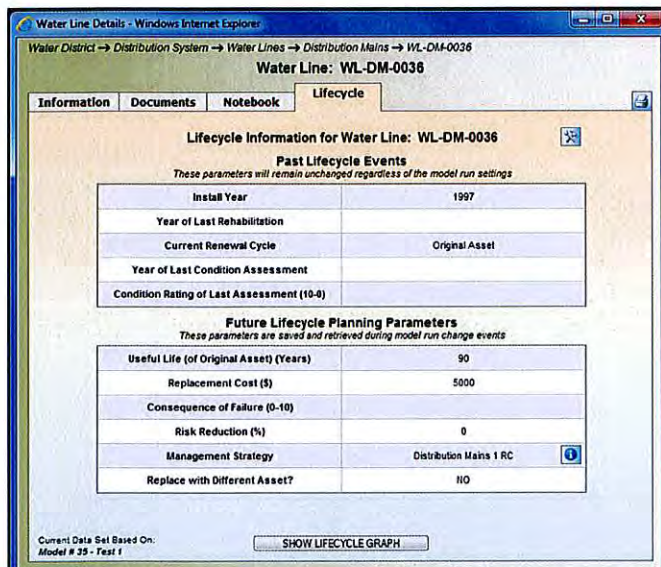 Water Line Details - Windows Internet Explorer
Water District → Distribution System → Water Lines → Distribution Mains → WL-DM-0036
Water Line: WL-DM-0036
Information Documents Notebook Lifecycle
Lifecycle Information for Water Line: WL-DM-0036
Past Lifecycle Events
These parameters will remain unchanged regardless of the model run settings
Install Year 1997
Year of Last Rehabilitation
Current Renewal Cycle Original Asset
Year of Last Condition Assessment
Condition Rating of Last Assessment (10-0)
Future Lifecycle Planning Parameters
These parameters are saved and retrieved during model run change events
Useful Life (of Original Asset) (Years) 90
Replacement Cost ($) 5000
Consequence of Failure (0-10)
Risk Reduction (%) 0
Management Strategy Distribution Mains 1 RC
Replace with Different Asset? NO
Current Data Set Based On:
Model # 35 - Test 1
SHOW LIFECYCLE GRAPH